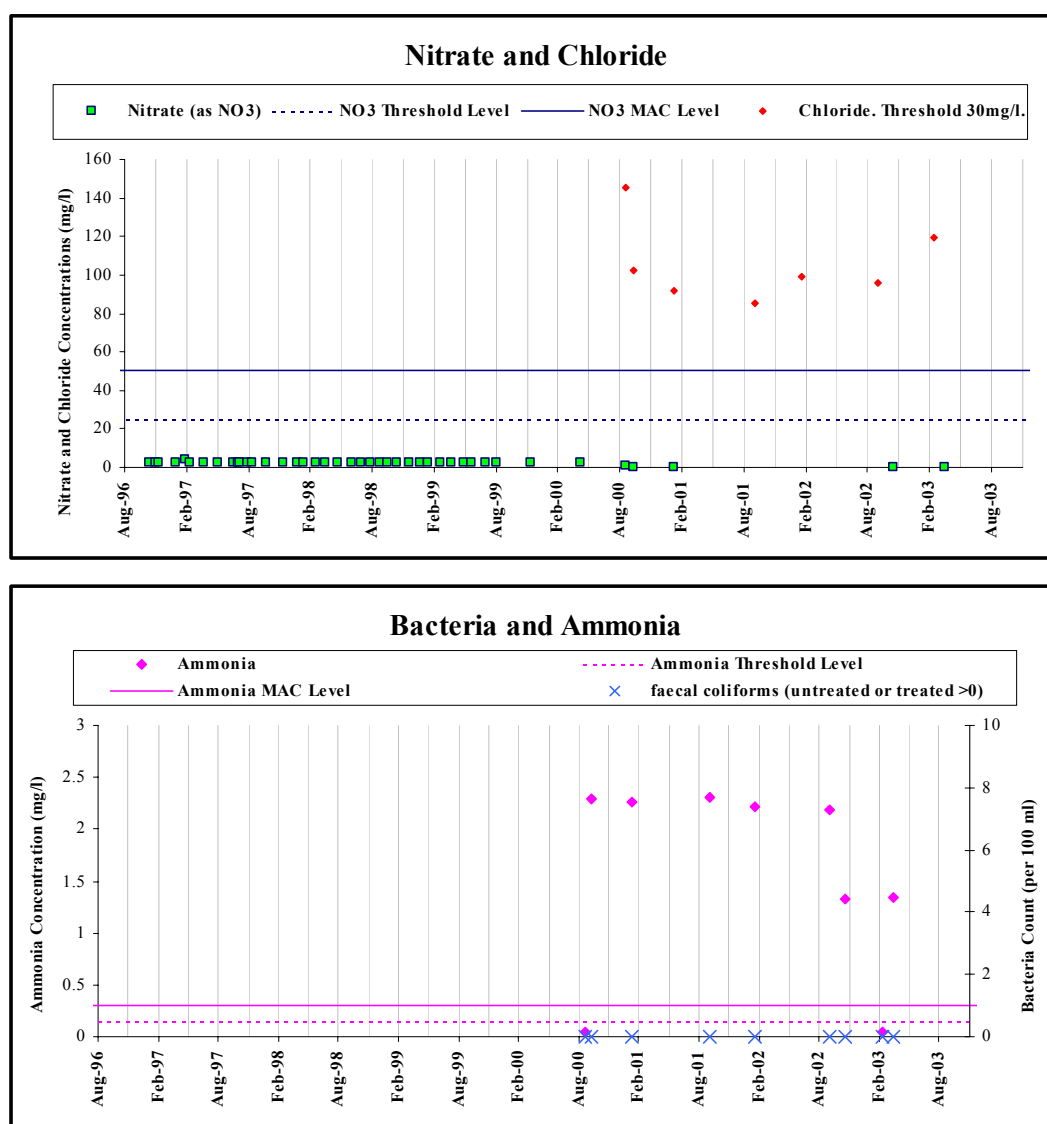 Nitrate and Chloride
Nitrate (as NO3) NO3 Threshold Level NO3 MAC Level Chloride. Threshold 30mg/l.
Nitrate and Chloride Concentrations (mg/l)
160
140
120
100
80
60
40
20
0
Aug-96 Feb-97 Aug-97 Feb-98 Aug-98 Feb-99 Aug-99 Feb-00 Aug-00 Feb-01 Aug-01 Feb-02 Aug-02 Feb-03 Aug-03
Bacteria and Ammonia
Ammonia Ammonia Threshold Level
Ammonia MAC Level faecal coliforms (untreated or treated >0)
Ammonia Concentration (mg/l)
3
2.5
2
1.5
1
0.5
0
10
8
6
4
2
0
Bacteria Count (per 100 ml)
Aug-96 Feb-97 Aug-97 Feb-98 Aug-98 Feb-99 Aug-99 Feb-00 Aug-00 Feb-01 Aug-01 Feb-02 Aug-02 Feb-03 Aug-03